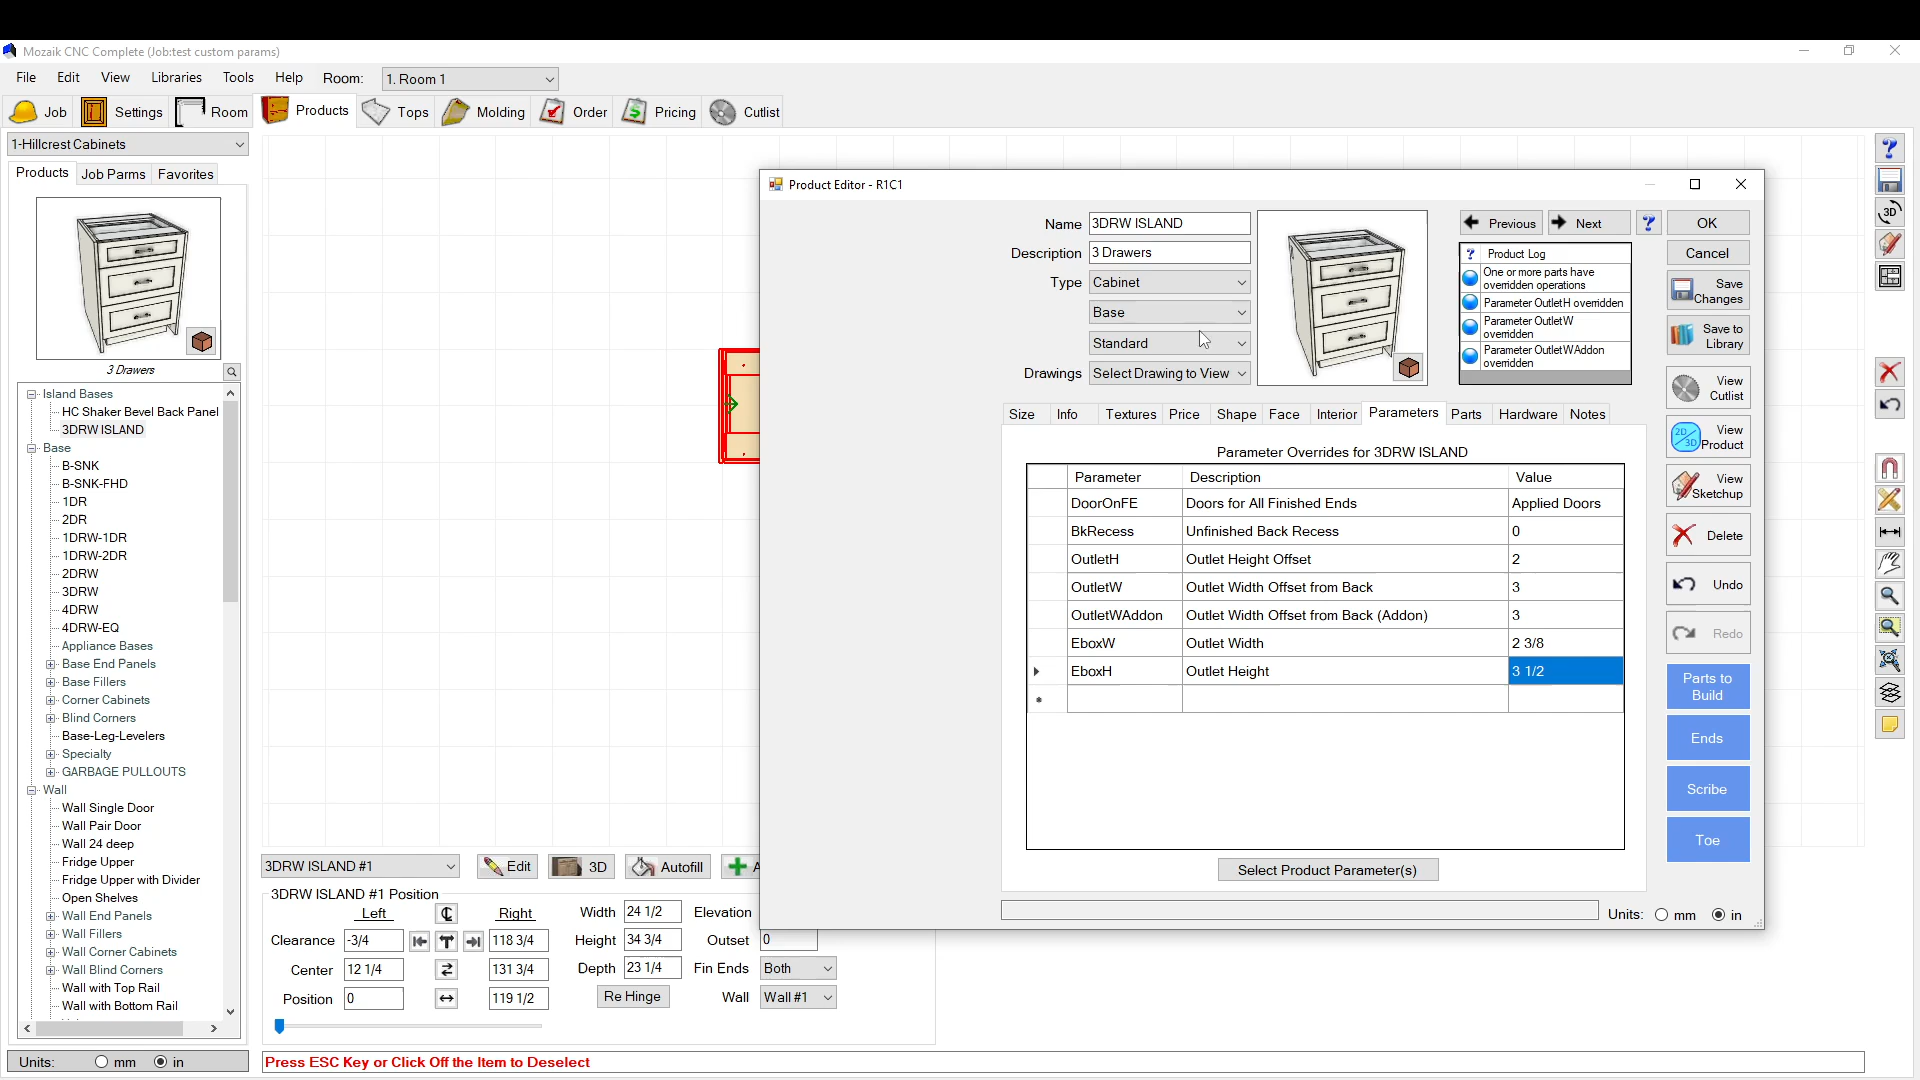 Mozaik CNC Complete (Job:test custom params)
File Edit View Libraries Tools Help Room: 1. Room 1
Job Settings Room Products Tops Molding Order Pricing Cutlist
1-Hillcrest Cabinets
Products Job Parms Favorites
3 Drawers
Island Bases
HC Shaker Bevel Back Panel
3DRW ISLAND
Base
B-SNK
B-SNK-FHD
1DR
2DR
1DRW-1DR
1DRW-2DR
2DRW
3DRW
4DRW
4DRW-EQ
Appliance Bases
Base End Panels
Base Fillers
Corner Cabinets
Blind Corners
Base-Leg-Levelers
Specialty
GARBAGE PULLOUTS
Wall
Wall Single Door
Wall Pair Door
Wall 24 deep
Fridge Upper
Fridge Upper with Divider
Open Shelves
Wall End Panels
Wall Fillers
Wall Corner Cabinets
Wall Blind Corners
Wall with Top Rail
Wall with Bottom Rail
Units: mm in
Product Editor - R1C1
Name 3DRW ISLAND
Description 3 Drawers
Type Cabinet
Base
Standard
Drawings Select Drawing to View
Previous Next ? OK
? Product Log
One or more parts have
overridden operations
Parameter OutletH overridden
Parameter OutletW
overridden
Parameter OutletWAddon
overridden
Cancel
Save
Changes
Save to
Library
View
Cutlist
2D/3D View
Product
View
Sketchup
Delete
Undo
Redo
Parts to
Build
Ends
Scribe
Toe
Size Info Textures Price Shape Face Interior Parameters Parts Hardware Notes
Parameter Overrides for 3DRW ISLAND
Parameter Description Value
DoorOnFE Doors for All Finished Ends Applied Doors
BkRecess Unfinished Back Recess 0
OutletH Outlet Height Offset 2
OutletW Outlet Width Offset from Back 3
OutletWAddon Outlet Width Offset from Back (Addon) 3
EboxW Outlet Width 2 3/8
EboxH Outlet Height 3 1/2
*
Select Product Parameter(s)
Units: mm in
?
3D
3DRW ISLAND #1 Edit 3D Autofill A
3DRW ISLAND #1 Position
Left Right Width 24 1/2 Elevation
Clearance -3/4 118 3/4 Height 34 3/4 Outset 0
Center 12 1/4 131 3/4 Depth 23 1/4 Fin Ends Both
Position 0 119 1/2 Re Hinge Wall Wall #1
Press ESC Key or Click Off the Item to Deselect